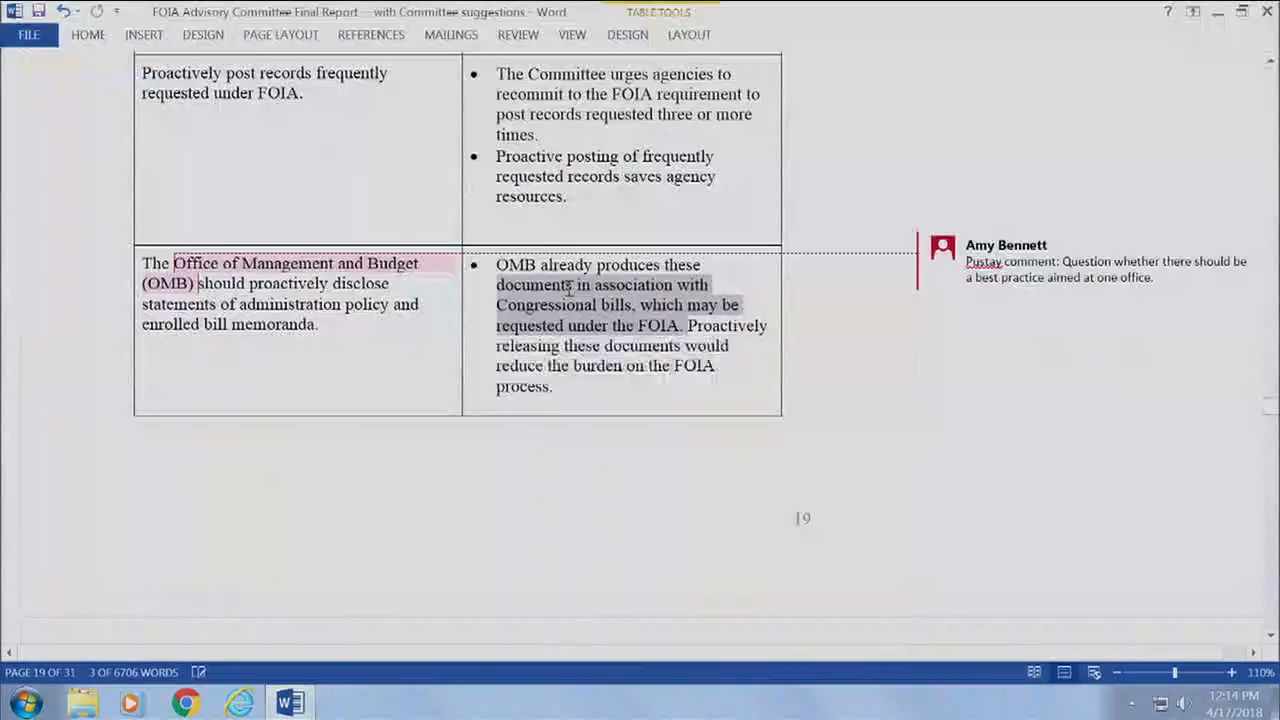 FOIA Advisory Committee Final Report -- with Committee suggestions - Word
TABLE TOOLS
?
FILE HOME INSERT DESIGN PAGE LAYOUT REFERENCES MAILINGS REVIEW VIEW DESIGN LAYOUT
Proactively post records frequently
requested under FOIA.
• The Committee urges agencies to
recommit to the FOIA requirement to
post records requested three or more
times.
• Proactive posting of frequently
requested records saves agency
resources.
The Office of Management and Budget
(OMB) should proactively disclose
statements of administration policy and
enrolled bill memoranda.
• OMB already produces these
documents in association with
Congressional bills, which may be
requested under the FOIA. Proactively
releasing these documents would
reduce the burden on the FOIA
process.
Amy Bennett
Pustay comment: Question whether there should be
a best practice aimed at one office.
19
PAGE 19 OF 31 3 OF 6706 WORDS
110%
12:14 PM
4/17/2018